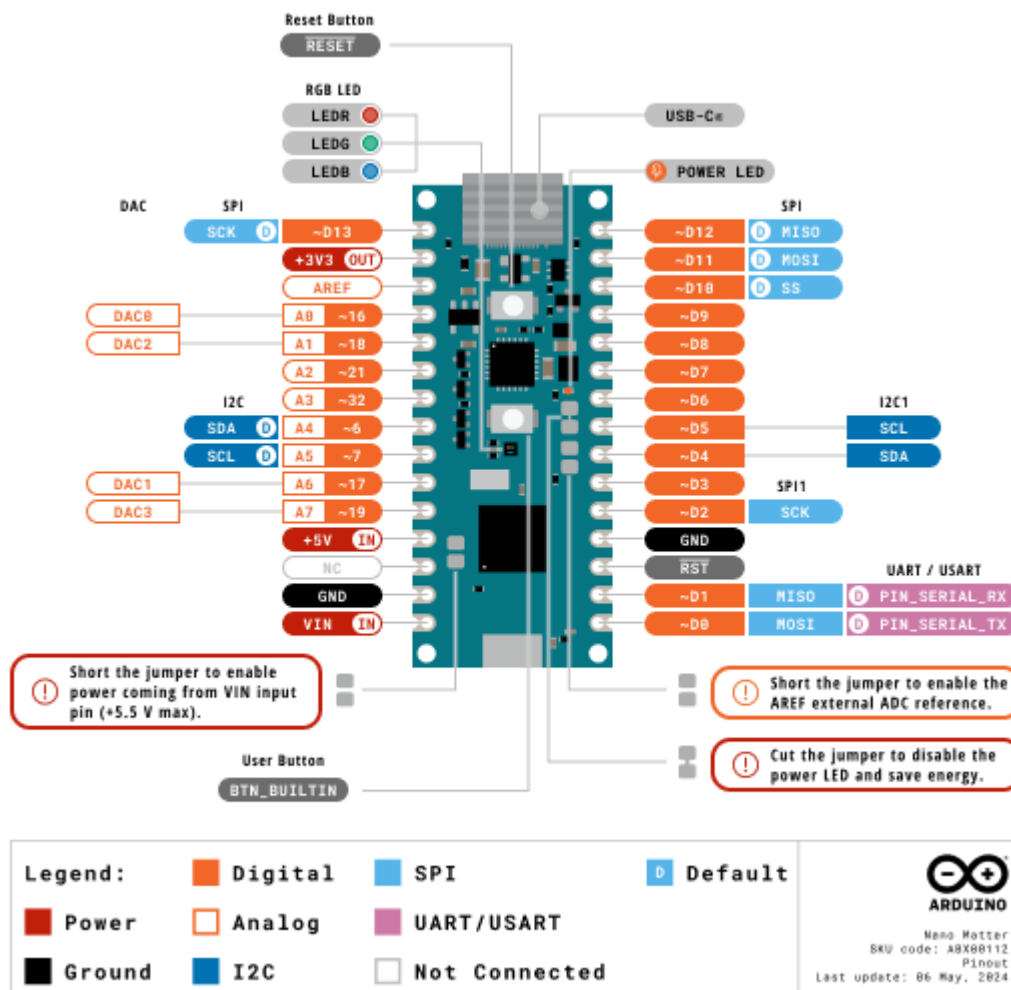 Reset Button
RESET
RGB LED
LEDR
LEDG
LEDB
USB-C®
POWER LED
DAC SPI SPI
SCK D ~D13 ~D12 D MISO
+3V3 OUT ~D11 D MOSI
AREF ~D10 D SS
DAC0 A0 ~16 ~D9
DAC2 A1 ~18 ~D8
A2 ~21 ~D7
A3 ~32 ~D6
I2C I2C1
SDA D A4 ~6 ~D5 SCL
SCL D A5 ~7 ~D4 SDA
DAC1 A6 ~17 ~D3
SPI1
DAC3 A7 ~19 ~D2 SCK
+5V IN GND
NC RST
UART / USART
GND ~D1 MISO D PIN_SERIAL_RX
VIN IN ~D0 MOSI D PIN_SERIAL_TX
Short the jumper to enable
power coming from VIN input
pin (+5.5 V max).
Short the jumper to enable the
AREF external ADC reference.
Cut the jumper to disable the
power LED and save energy.
User Button
BTN_BUILTIN
Legend: Digital SPI D Default
Power Analog UART/USART
Ground I2C Not Connected
ARDUINO
Nano Matter
SKU code: ABX00112
Pinout
Last update: 06 May, 2024